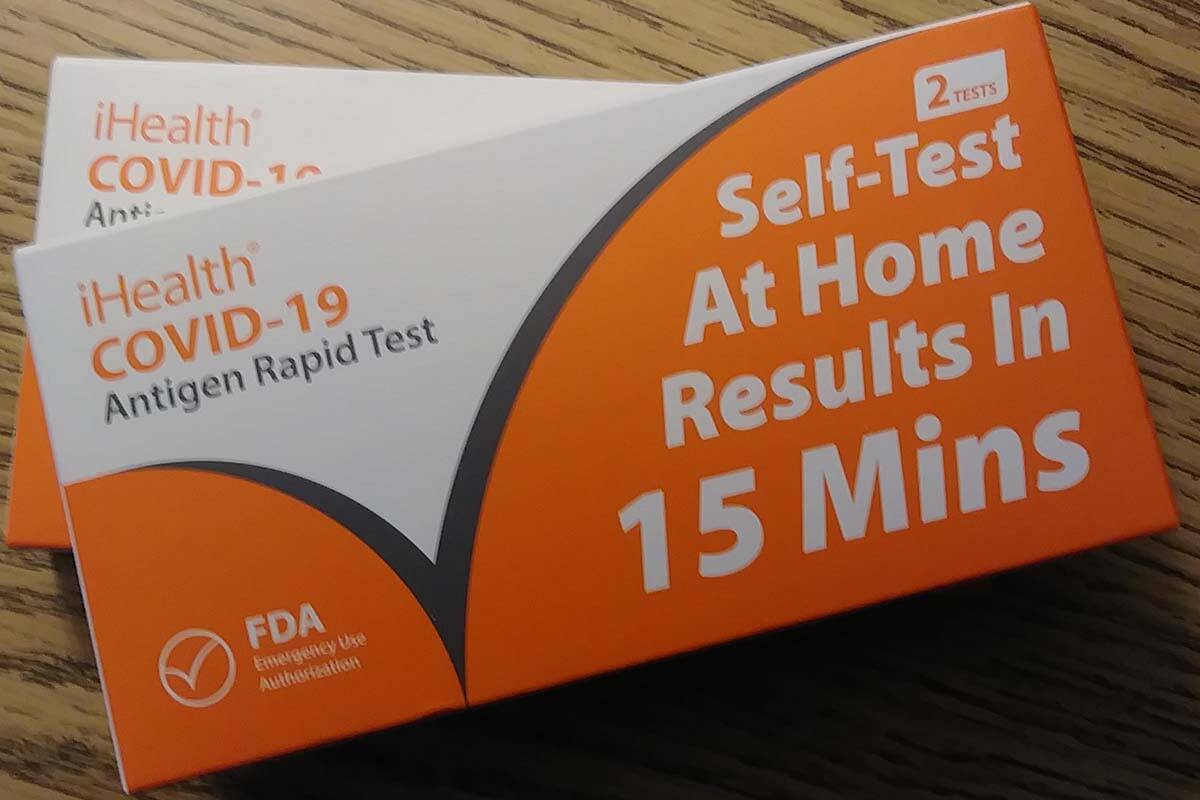 iHealth®
COVID-19
Anti-
iHealth®
COVID-19
Antigen Rapid Test
2 TESTS
Self-Test
At Home
Results In
15 Mins
FDA
Emergency Use
Authorization